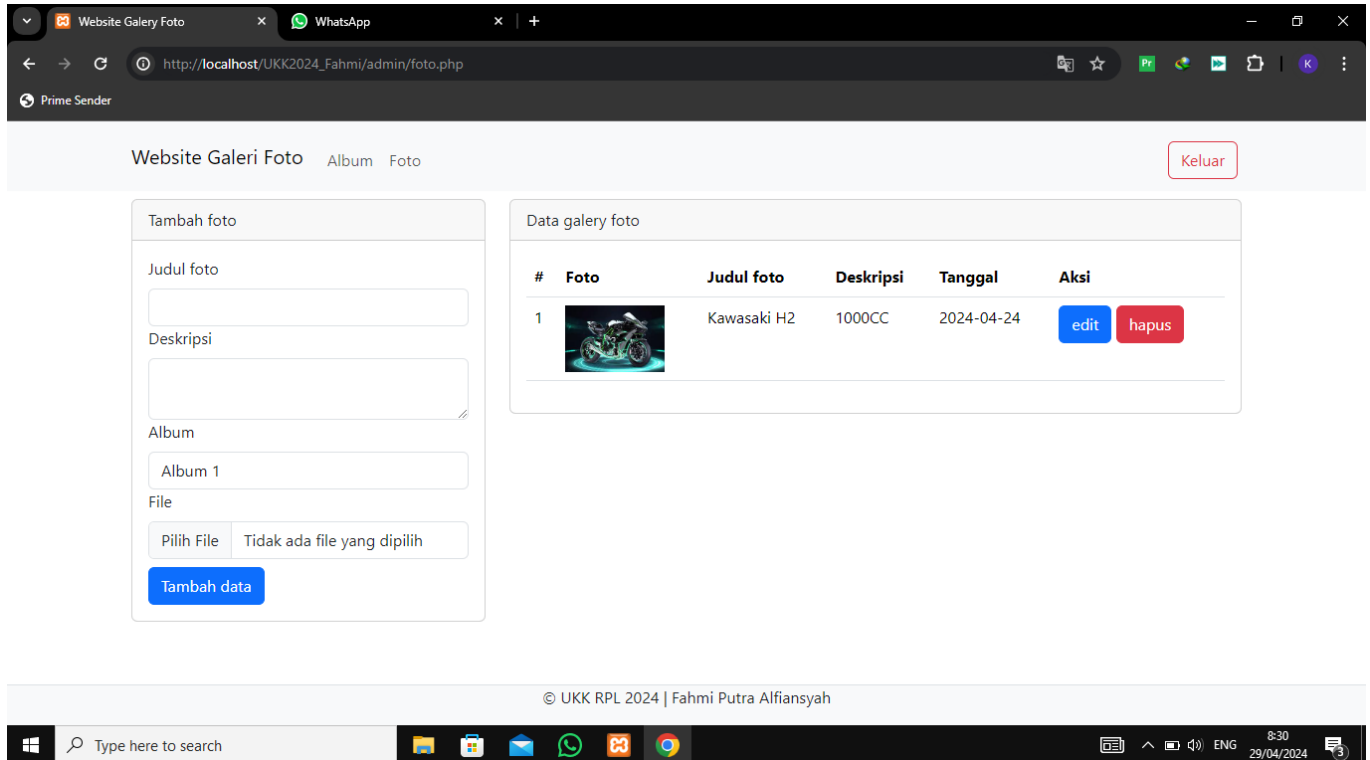 Website Galery Foto
WhatsApp
http://localhost/UKK2024_Fahmi/admin/foto.php
Pr
K
Prime Sender
Website Galeri Foto Album Foto Keluar
Tambah foto
Judul foto
Deskripsi
Album
Album 1
File
Pilih File Tidak ada file yang dipilih
Tambah data
Data galery foto
# Foto Judul foto Deskripsi Tanggal Aksi
1 Kawasaki H2 1000CC 2024-04-24 edit hapus
© UKK RPL 2024 | Fahmi Putra Alfiansyah
Type here to search
ENG
8:30
29/04/2024
3